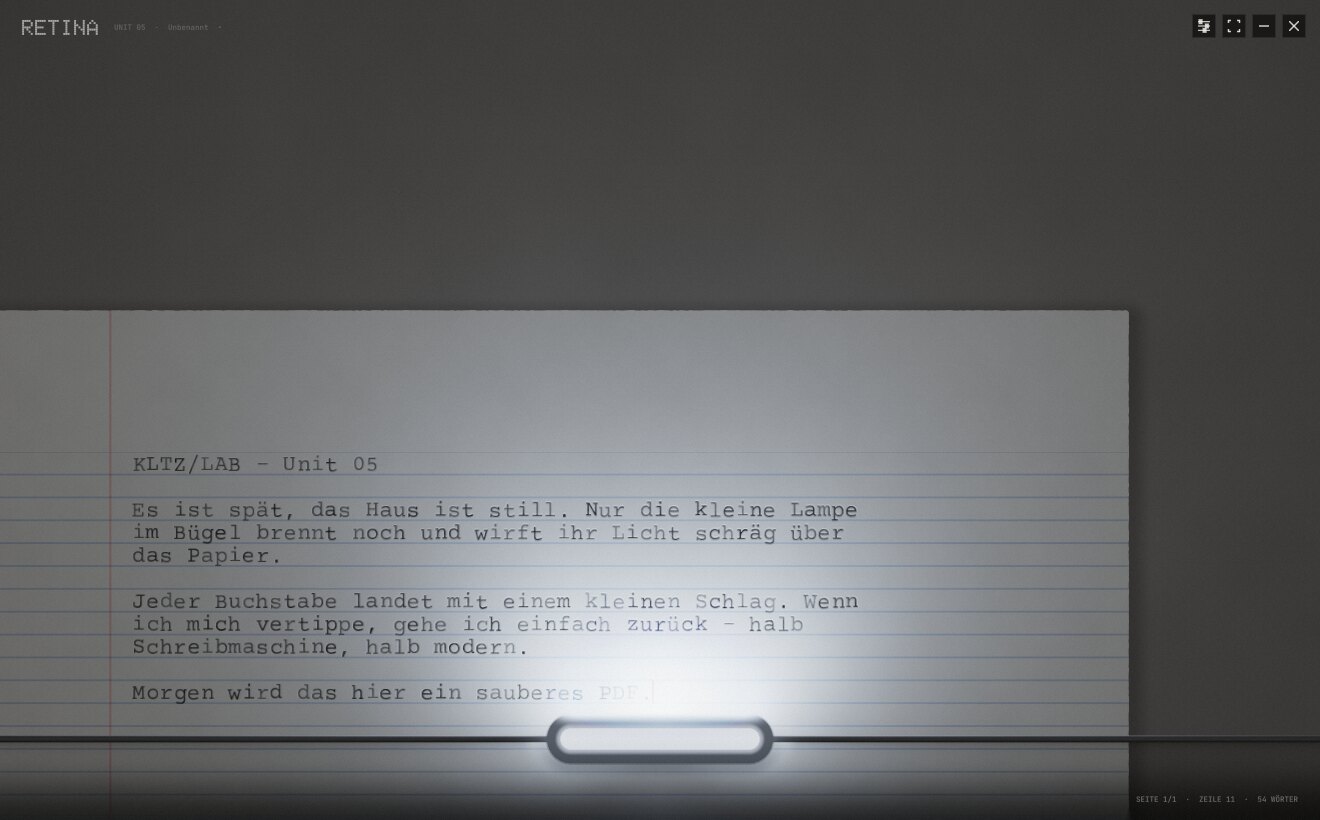 RETINA UNIT 05 · Unbenannt ·
KLTZ/LAB – Unit 05
Es ist spät, das Haus ist still. Nur die kleine Lampe
im Bügel brennt noch und wirft ihr Licht schräg über
das Papier.
Jeder Buchstabe landet mit einem kleinen Schlag. Wenn
ich mich vertippe, gehe ich einfach zurück – halb
Schreibmaschine, halb modern.
Morgen wird das hier ein sauberes PDF.
SEITE 1/1 · ZEILE 11 · 54 WÖRTER